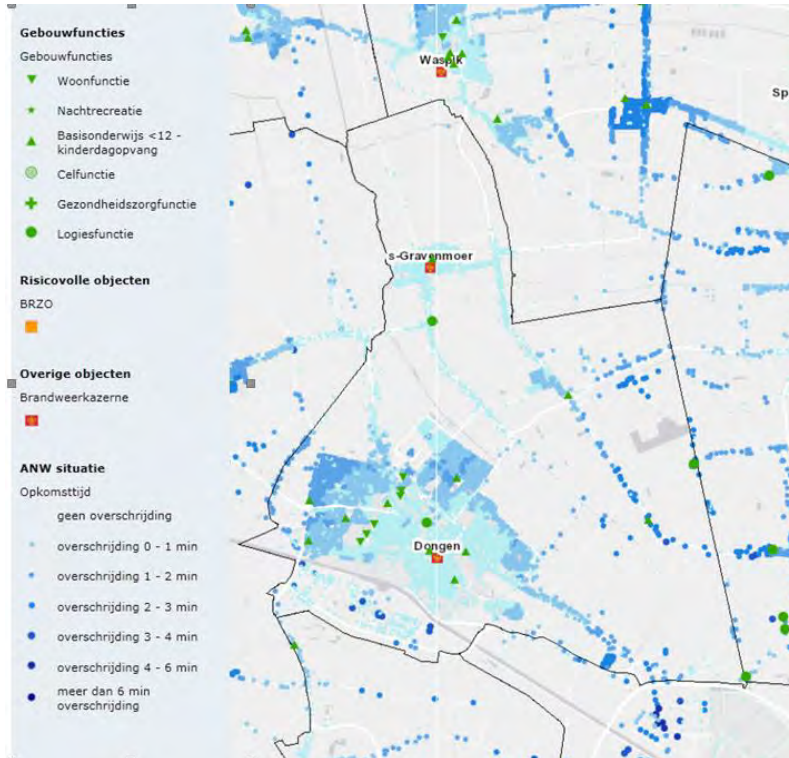 Gebouwfuncties
Gebouwfuncties
Woonfunctie
Nachtrecreatie
Basisonderwijs <12 -
kinderdagopvang
Celfunctie
Gezondheidszorgfunctie
Logiesfunctie
Risicovolle objecten
BRZO
Overige objecten
Brandweerkazerne
ANW situatie
Opkomsttijd
geen overschrijding
overschrijding 0 - 1 min
overschrijding 1 - 2 min
overschrijding 2 - 3 min
overschrijding 3 - 4 min
overschrijding 4 - 6 min
meer dan 6 min
overschrijding
Waspik
Sp
s-Gravenmoer
Dongen